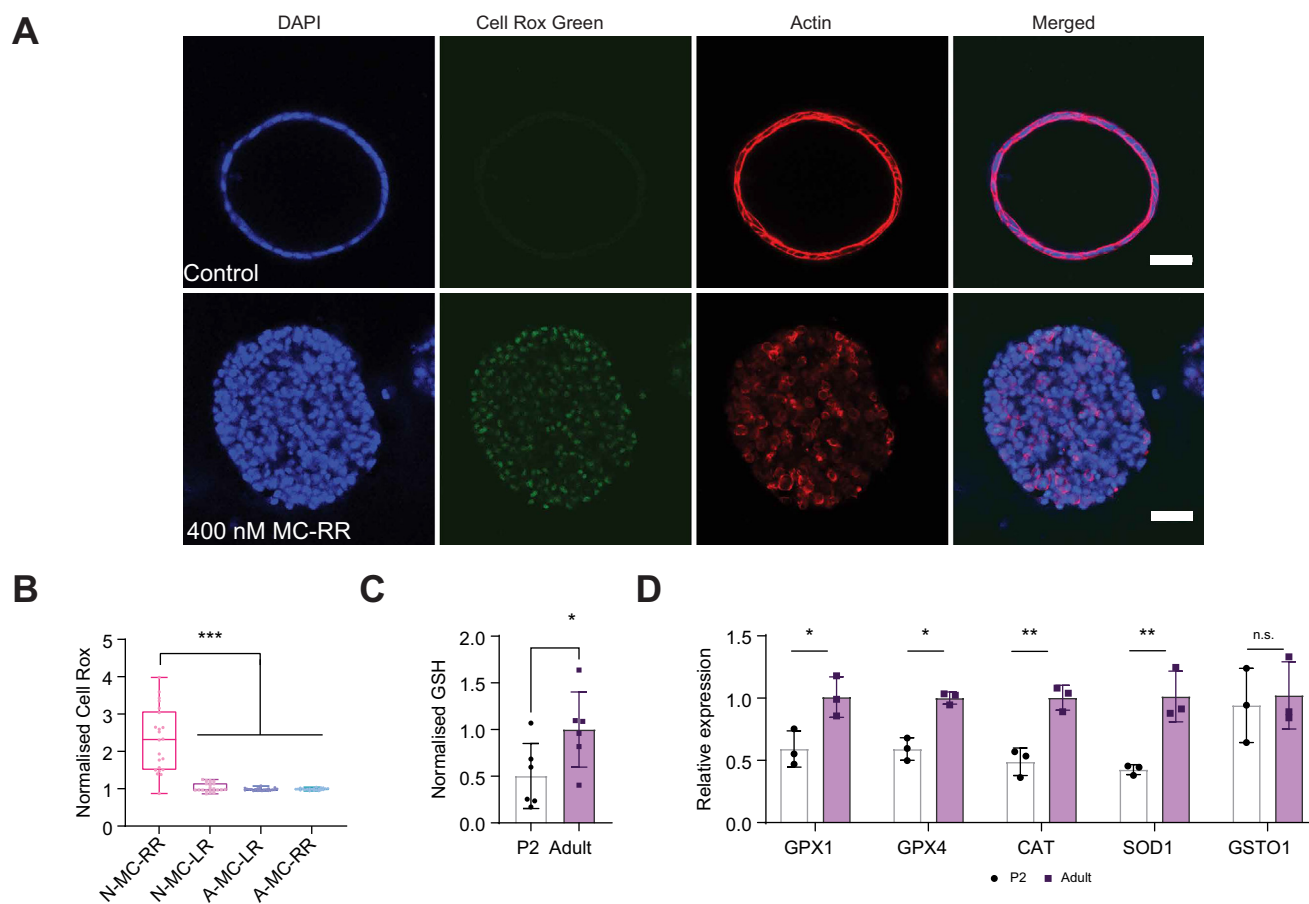 A
DAPI Cell Rox Green Actin Merged
Control
400 nM MC-RR
B
Normalised Cell Rox
5
4
3
2
1
0
***
N-MC-RR N-MC-LR A-MC-LR A-MC-RR
C
Normalised GSH
2.0
1.5
1.0
0.5
0.0
*
P2 Adult
D
Relative expression
1.5
1.0
0.5
0.0
* * ** ** n.s.
GPX1 GPX4 CAT SOD1 GSTO1
P2 Adult